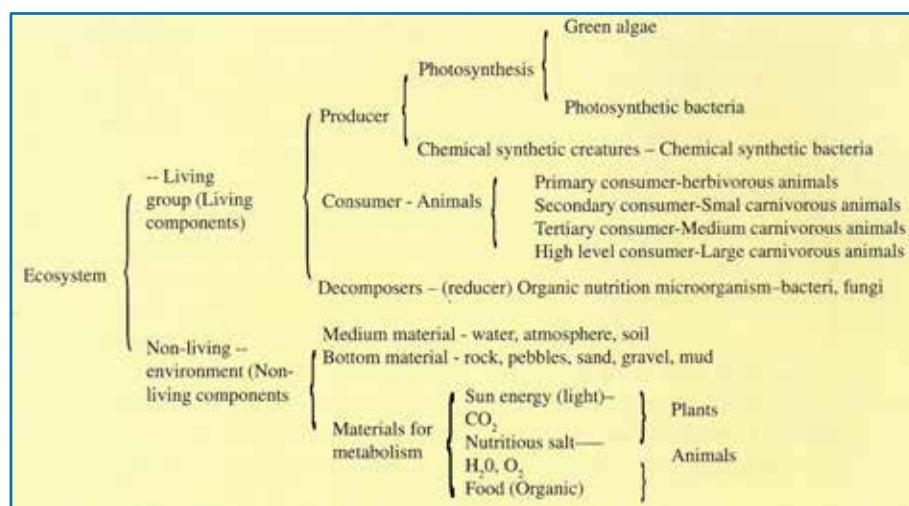 Green algae
Photosynthesis
Photosynthetic bacteria
Producer
Chemical synthetic creatures – Chemical synthetic bacteria
-- Living
group (Living
components)
Primary consumer-herbivorous animals
Consumer - Animals
Secondary consumer-Smal carnivorous animals
Tertiary consumer-Medium carnivorous animals
High level consumer-Large carnivorous animals
Ecosystem
Decomposers – (reducer) Organic nutrition microorganism–bacteri, fungi
Non-living --
environment (Non-
living components
Medium material - water, atmosphere, soil
Bottom material - rock, pebbles, sand, gravel, mud
Materials for
metabolism
Sun energy (light)–
CO₂
Nutritious salt——
H₂0, O₂
Food (Organic)
Plants
Animals